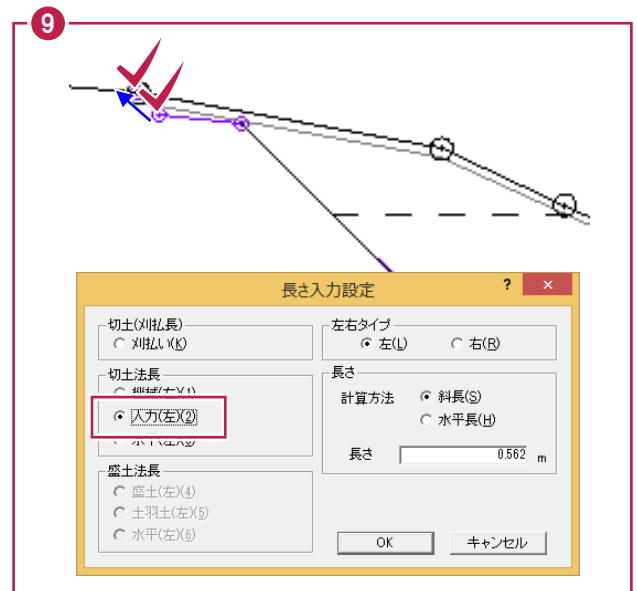 9
長さ入力設定
? ×
切土(刈払長)
刈払い(K)
切土法長
入力(左)(2)
盛土法長
盛土(左)(4)
土羽土(左)(5)
水平(左)(6)
左右タイプ
左(L) 右(R)
長さ
計算方法 斜長(S)
水平長(H)
長さ 0.562 m
OK キャンセル